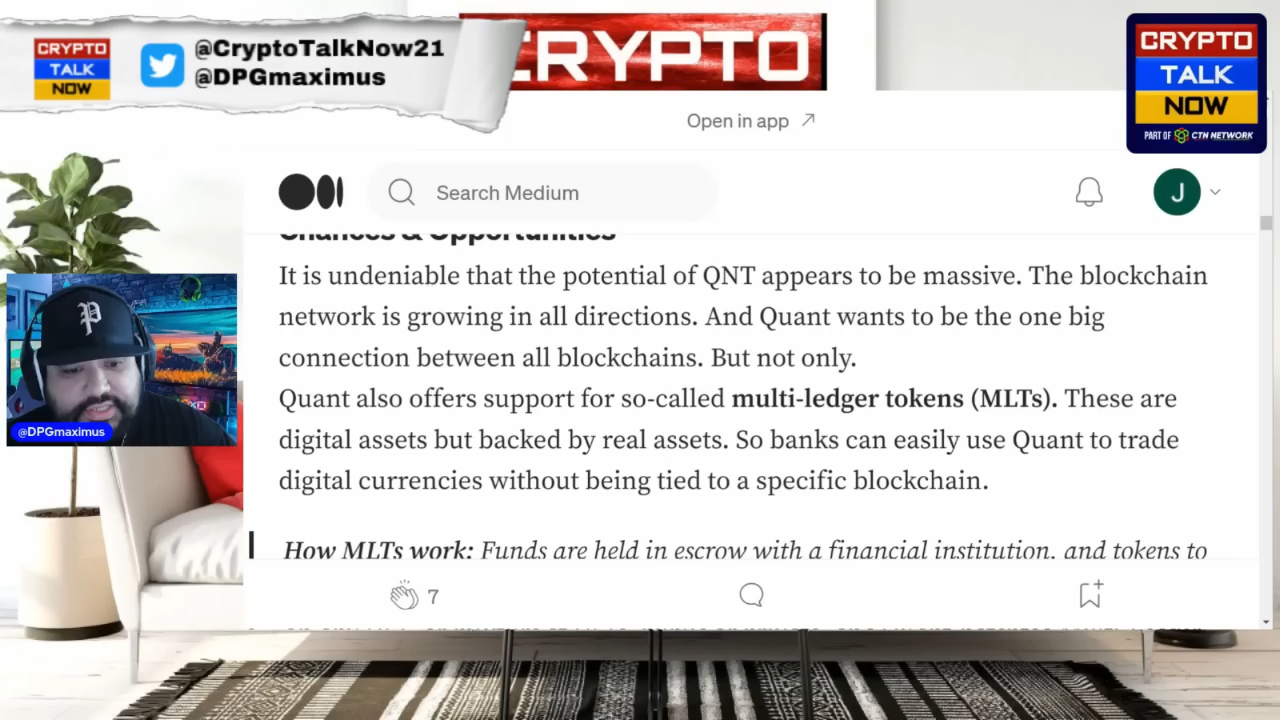 CRYPTO
TALK
NOW
@CryptoTalkNow21
@DPGmaximus
CRYPTO
CRYPTO
TALK
NOW
PART OF CTN NETWORK
Open in app
Search Medium
J
Chances & Opportunities
It is undeniable that the potential of QNT appears to be massive. The blockchain
network is growing in all directions. And Quant wants to be the one big
connection between all blockchains. But not only.
Quant also offers support for so-called multi-ledger tokens (MLTs). These are
digital assets but backed by real assets. So banks can easily use Quant to trade
digital currencies without being tied to a specific blockchain.
How MLTs work: Funds are held in escrow with a financial institution, and tokens to
7
P
@DPGmaximus